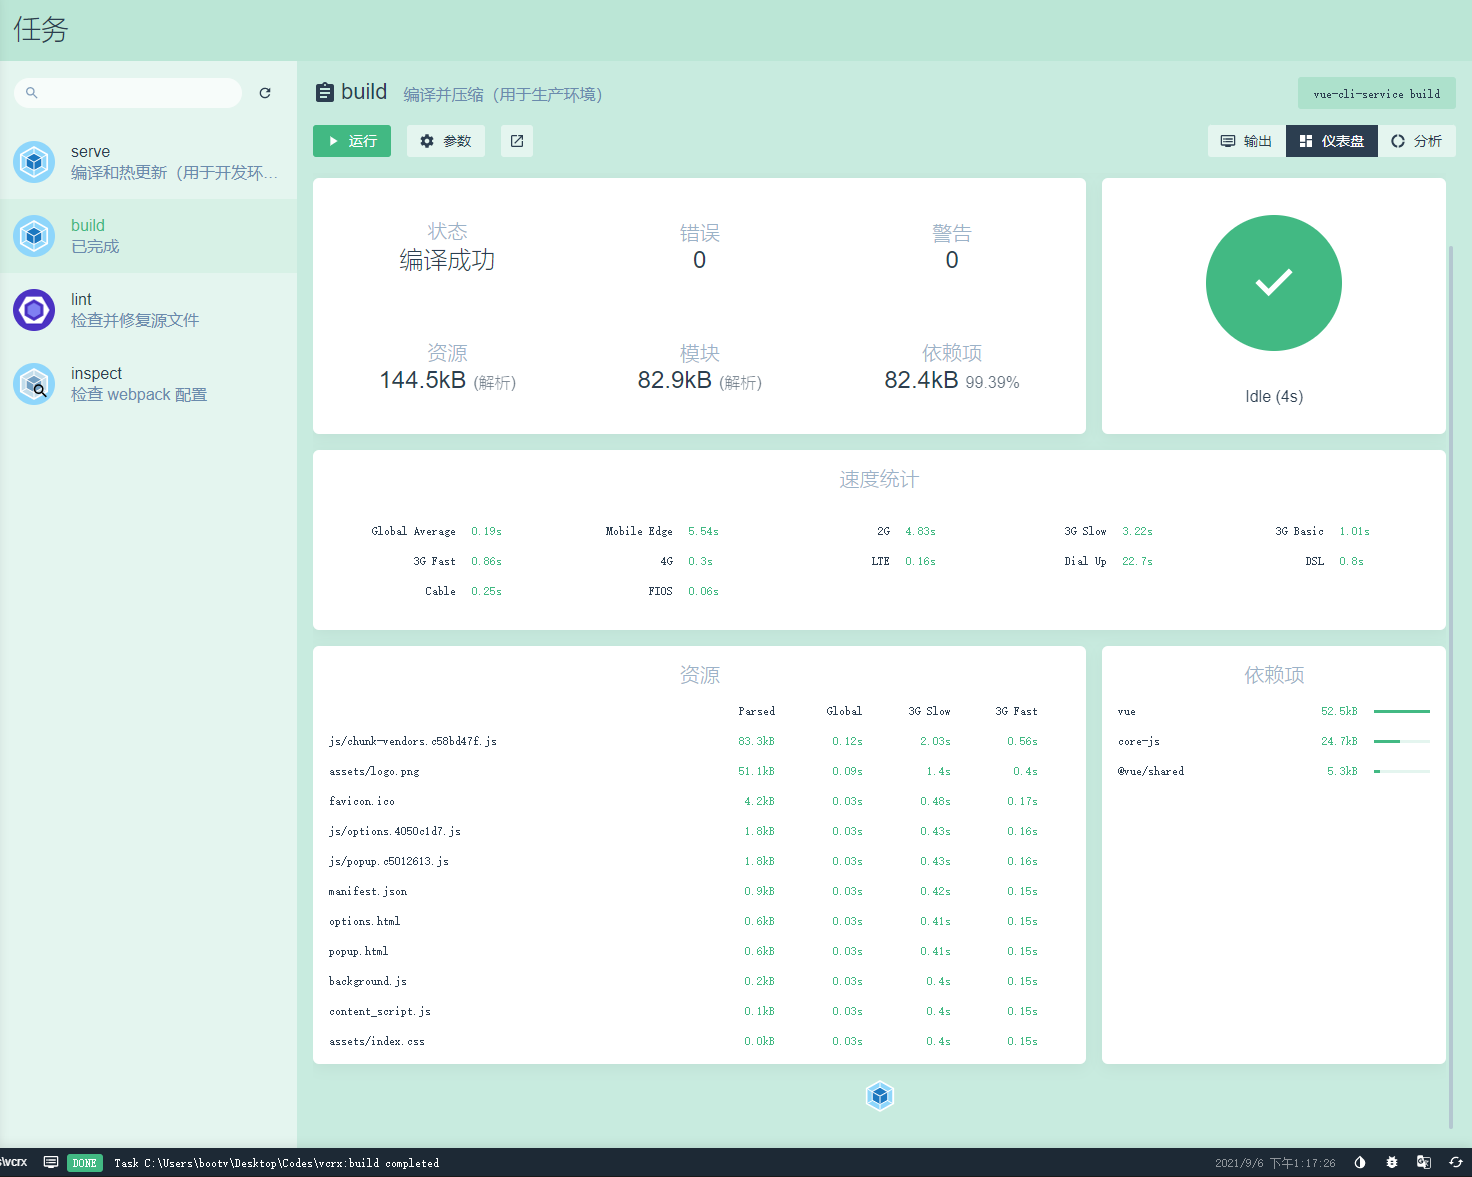 任务
serve
编译和热更新（用于开发环…
build
已完成
lint
检查并修复源文件
inspect
检查 webpack 配置
build 编译并压缩（用于生产环境） vue-cli-service build
运行 参数 输出 仪表盘 分析
状态 错误 警告
编译成功 0 0
资源 模块 依赖项
144.5kB (解析) 82.9kB (解析) 82.4kB 99.39%
Idle (4s)
速度统计
Global Average 0.19s Mobile Edge 5.54s 2G 4.83s 3G Slow 3.22s 3G Basic 1.01s
3G Fast 0.86s 4G 0.3s LTE 0.16s Dial Up 22.7s DSL 0.8s
Cable 0.25s FIOS 0.06s
资源
Parsed Global 3G Slow 3G Fast
js/chunk-vendors.c58bd47f.js 83.3kB 0.12s 2.03s 0.56s
assets/logo.png 51.1kB 0.09s 1.4s 0.4s
favicon.ico 4.2kB 0.03s 0.48s 0.17s
js/options.4050c1d7.js 1.8kB 0.03s 0.43s 0.16s
js/popup.c5012613.js 1.8kB 0.03s 0.43s 0.16s
manifest.json 0.9kB 0.03s 0.42s 0.15s
options.html 0.6kB 0.03s 0.41s 0.15s
popup.html 0.6kB 0.03s 0.41s 0.15s
background.js 0.2kB 0.03s 0.4s 0.15s
content_script.js 0.1kB 0.03s 0.4s 0.15s
assets/index.css 0.0kB 0.03s 0.4s 0.15s
依赖项
vue 52.5kB
core-js 24.7kB
@vue/shared 5.3kB
s\vcrx DONE Task C:\Users\bootv\Desktop\Codes\vcrx:build completed 2021/9/6 下午1:17:26